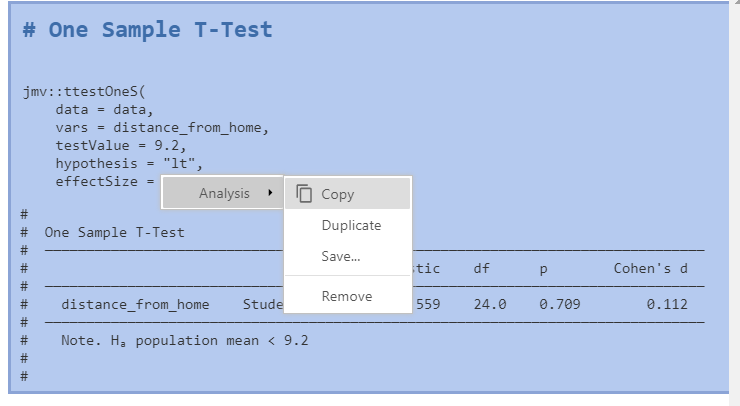 # One Sample T-Test
jmv::ttestOneS(
data = data,
vars = distance_from_home,
testValue = 9.2,
hypothesis = "lt",
effectSize =
Analysis
Copy
Duplicate
Save...
Remove
#
# One Sample T-Test
#
# tic df p Cohen's d
#
# distance_from_home Stude 559 24.0 0.709 0.112
#
# Note. Hₐ population mean < 9.2
#
#